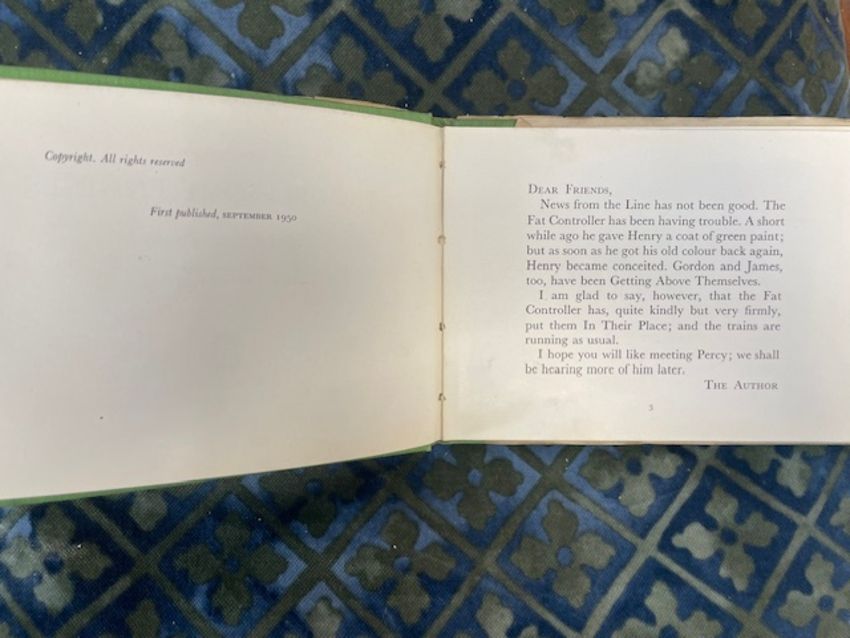 Copyright. All rights reserved
First published, SEPTEMBER 1950
DEAR FRIENDS,
News from the Line has not been good. The
Fat Controller has been having trouble. A short
while ago he gave Henry a coat of green paint;
but as soon as he got his old colour back again,
Henry became conceited. Gordon and James,
too, have been Getting Above Themselves.
I am glad to say, however, that the Fat
Controller has, quite kindly but very firmly,
put them In Their Place; and the trains are
running as usual.
I hope you will like meeting Percy; we shall
be hearing more of him later.
THE AUTHOR
3